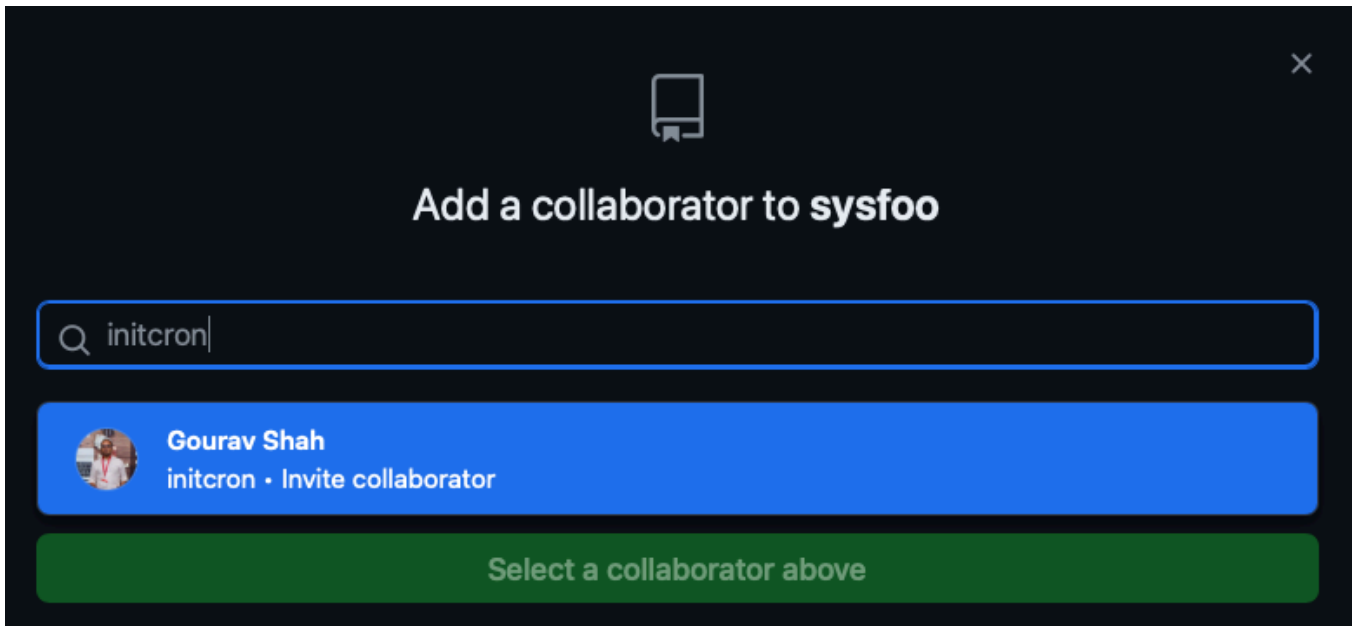 Add a collaborator to sysfoo
initcron
Gourav Shah
initcron • Invite collaborator
Select a collaborator above